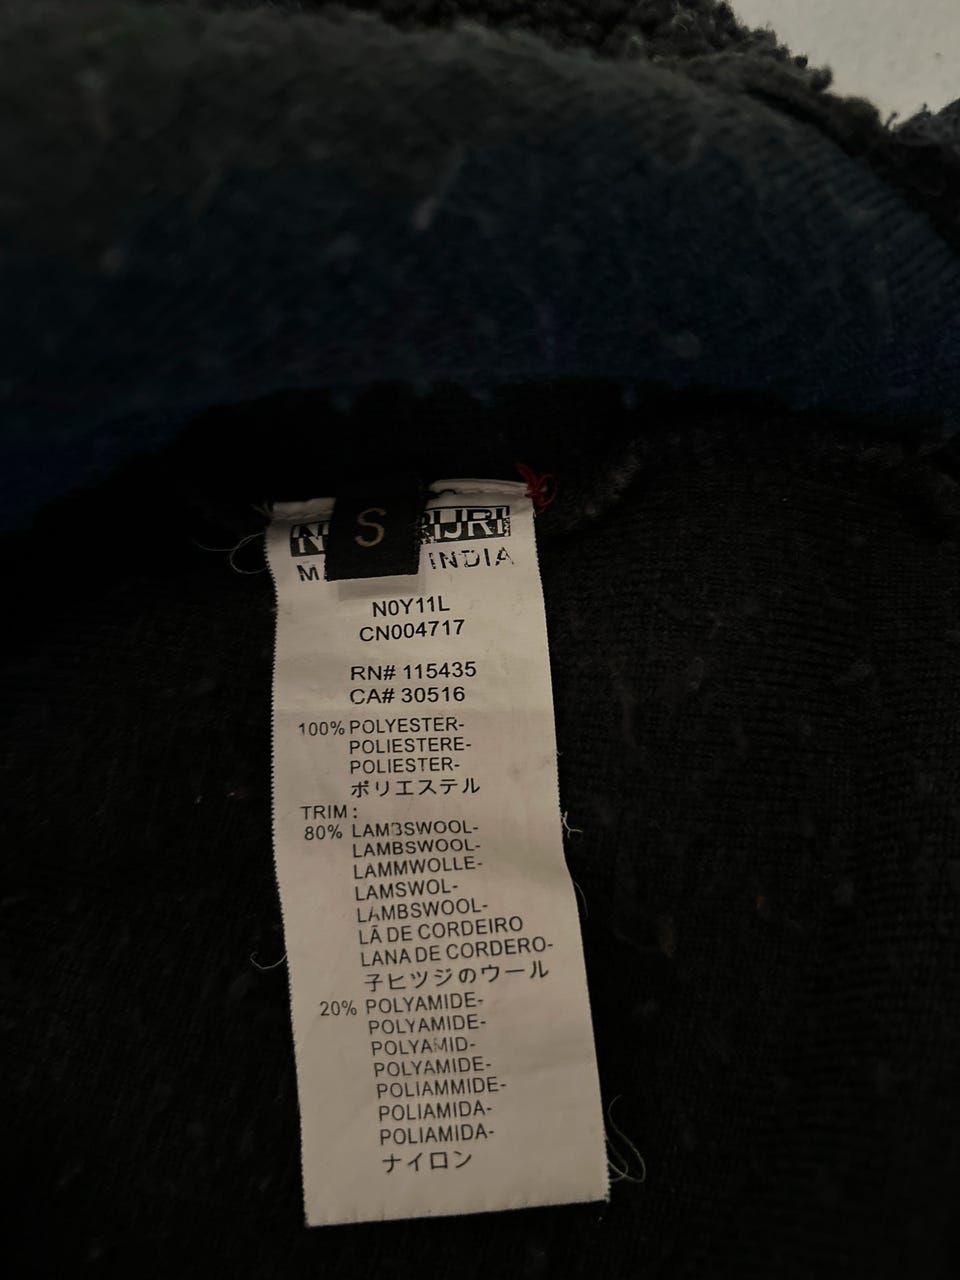 S
INDIA
N0Y11L
CN004717
RN# 115435
CA# 30516
100% POLYESTER-
POLIESTERE-
POLIESTER-
ポリエステル
TRIM :
80% LAMBSWOOL-
LAMBSWOOL-
LAMMWOLLE-
LAMSWOL-
LAMBSWOOL-
LÃ DE CORDEIRO
LANA DE CORDERO-
子ヒツジのウール
20% POLYAMIDE-
POLYAMIDE-
POLYAMID-
POLYAMIDE-
POLIAMMIDE-
POLIAMIDA-
POLIAMIDA-
ナイロン